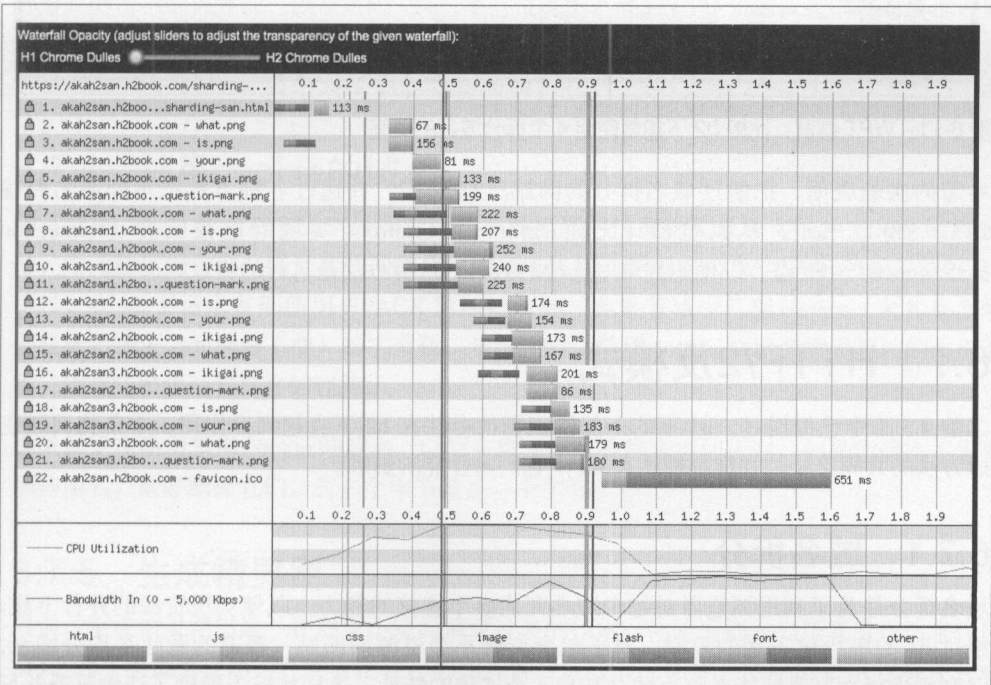 Waterfall Opacity (adjust sliders to adjust the transparency of the given waterfall):
H1 Chrome Dulles H2 Chrome Dulles
https://akah2san.h2book.com/sharding-... 0.1 0.2 0.3 0.4 0.5 0.6 0.7 0.8 0.9 1.0 1.1 1.2 1.3 1.4 1.5 1.6 1.7 1.8 1.9
1. akah2san.h2boo...sharding-san.html 113 ms
2. akah2san.h2book.com - what.png 67 ms
3. akah2san.h2book.com - is.png 156 ms
4. akah2san.h2book.com - your.png 81 ms
5. akah2san.h2book.com - ikigai.png 133 ms
6. akah2san.h2boo...question-mark.png 199 ms
7. akah2san1.h2book.com - what.png 222 ms
8. akah2san1.h2book.com - is.png 207 ms
9. akah2san1.h2book.com - your.png 252 ms
10. akah2san1.h2book.com - ikigai.png 240 ms
11. akah2san1.h2bo...question-mark.png 225 ms
12. akah2san2.h2book.com - is.png 174 ms
13. akah2san2.h2book.com - your.png 154 ms
14. akah2san2.h2book.com - ikigai.png 173 ms
15. akah2san2.h2book.com - what.png 167 ms
16. akah2san3.h2book.com - ikigai.png 201 ms
17. akah2san2.h2bo...question-mark.png 86 ms
18. akah2san3.h2book.com - is.png 135 ms
19. akah2san3.h2book.com - your.png 183 ms
20. akah2san3.h2book.com - what.png 179 ms
21. akah2san3.h2bo...question-mark.png 180 ms
22. akah2san.h2book.com - favicon.ico 651 ms
0.1 0.2 0.3 0.4 0.5 0.6 0.7 0.8 0.9 1.0 1.1 1.2 1.3 1.4 1.5 1.6 1.7 1.8 1.9
CPU Utilization
Bandwidth In (0 - 5,000 Kbps)
html js css image flash font other